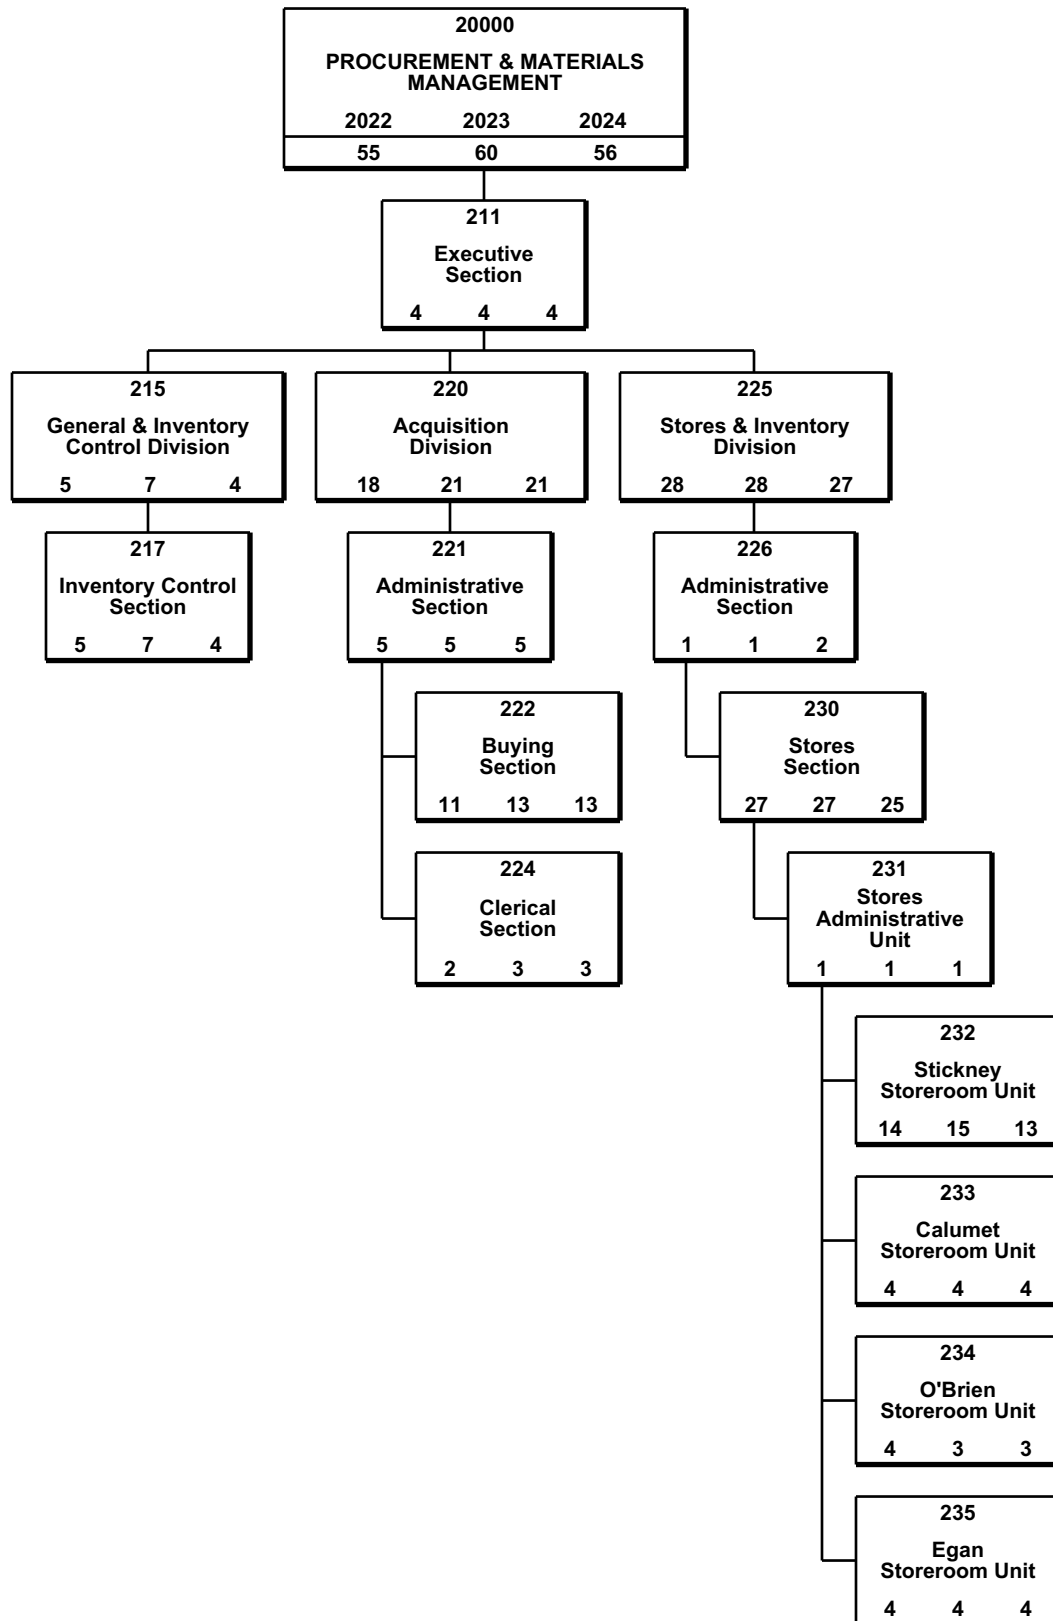 20000
PROCUREMENT & MATERIALS
MANAGEMENT
2022 2023 2024
55 60 56
211
Executive
Section
4 4 4
215
General & Inventory
Control Division
5 7 4
220
Acquisition
Division
18 21 21
225
Stores & Inventory
Division
28 28 27
217
Inventory Control
Section
5 7 4
221
Administrative
Section
5 5 5
226
Administrative
Section
1 1 2
222
Buying
Section
11 13 13
230
Stores
Section
27 27 25
224
Clerical
Section
2 3 3
231
Stores
Administrative
Unit
1 1 1
232
Stickney
Storeroom Unit
14 15 13
233
Calumet
Storeroom Unit
4 4 4
234
O'Brien
Storeroom Unit
4 3 3
235
Egan
Storeroom Unit
4 4 4